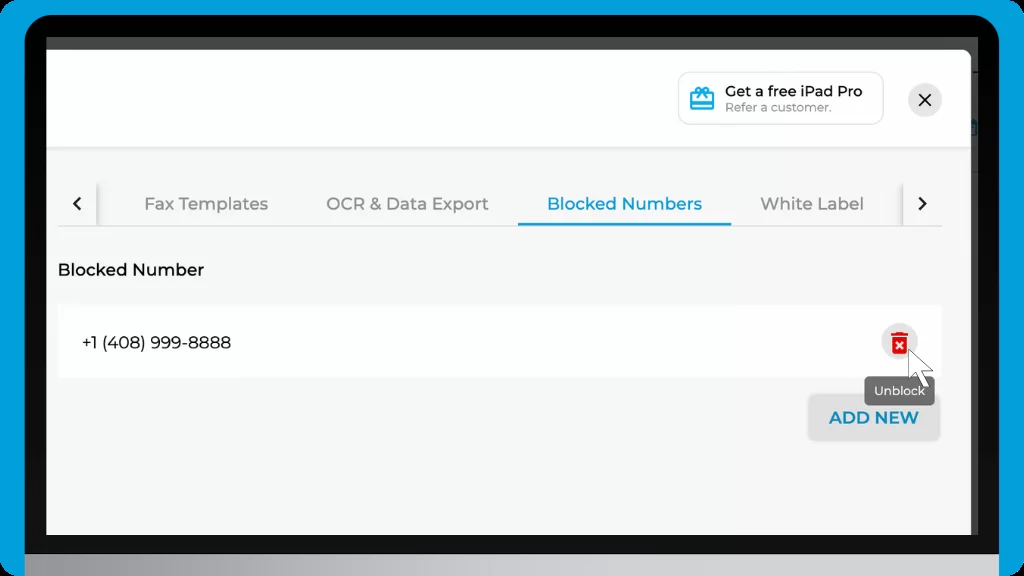 Get a free iPad Pro
Refer a customer.
Fax Templates
OCR & Data Export
Blocked Numbers
White Label
Blocked Number
+1 (408) 999-8888
Unblock
ADD NEW